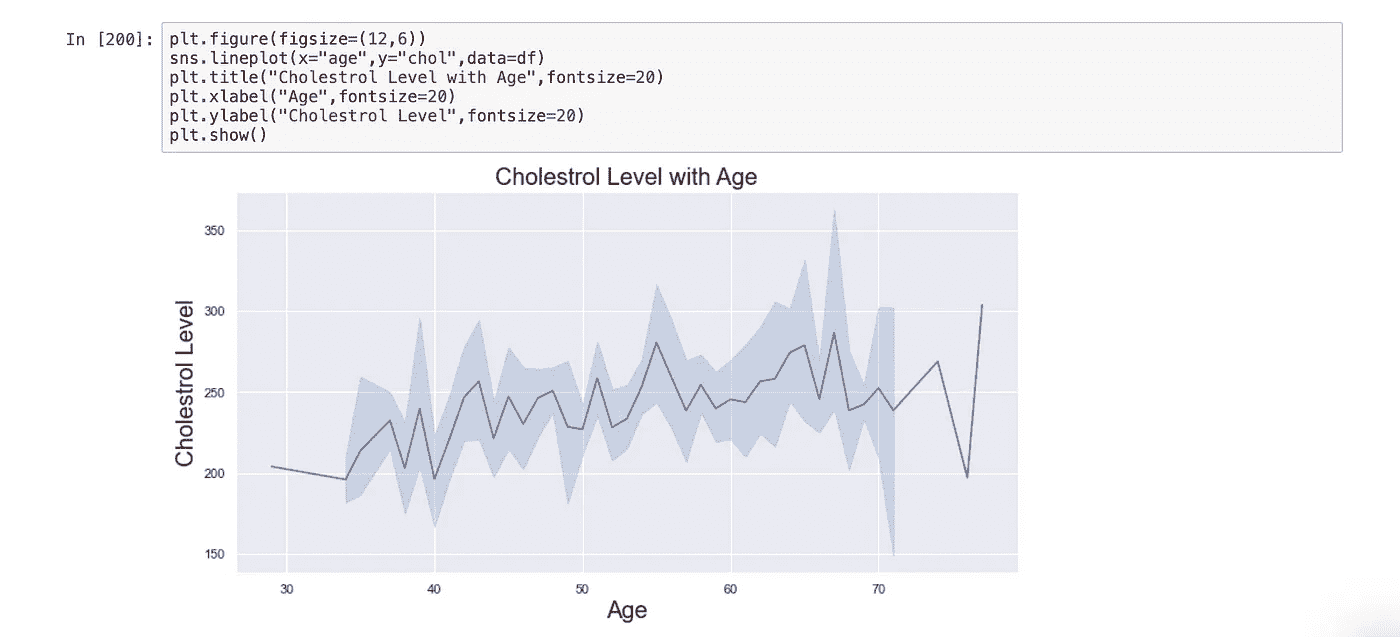 In [200]:
plt.figure(figsize=(12,6))
sns.lineplot(x="age",y="chol",data=df)
plt.title("Cholestrol Level with Age",fontsize=20)
plt.xlabel("Age",fontsize=20)
plt.ylabel("Cholestrol Level",fontsize=20)
plt.show()
Cholestrol Level with Age
Cholestrol Level
350
300
250
200
150
30 40 50 60 70
Age